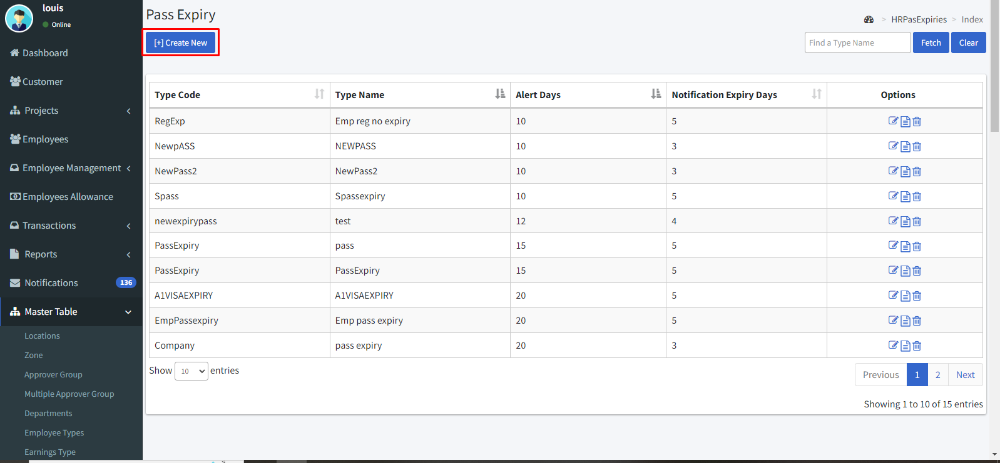 louis
Online
Dashboard
Customer
Projects
Employees
Employee Management
Employees Allowance
Transactions
Reports
Notifications 136
Master Table
Locations
Zone
Approver Group
Multiple Approver Group
Departments
Employee Types
Earnings Type
Pass Expiry
> HRPasExpiries > Index
[+] Create New
Find a Type Name Fetch Clear
Type Code Type Name Alert Days Notification Expiry Days Options
RegExp Emp reg no expiry 10 5
NewpASS NEWPASS 10 3
NewPass2 NewPass2 10 3
Spass Spassexpiry 10 5
newexpirypass test 12 4
PassExpiry pass 15 5
PassExpiry PassExpiry 15 5
A1VISAEXPIRY A1VISAEXPIRY 20 5
EmpPassexpiry Emp pass expiry 20 5
Company pass expiry 20 3
Show 10 entries
Previous 1 2 Next
Showing 1 to 10 of 15 entries